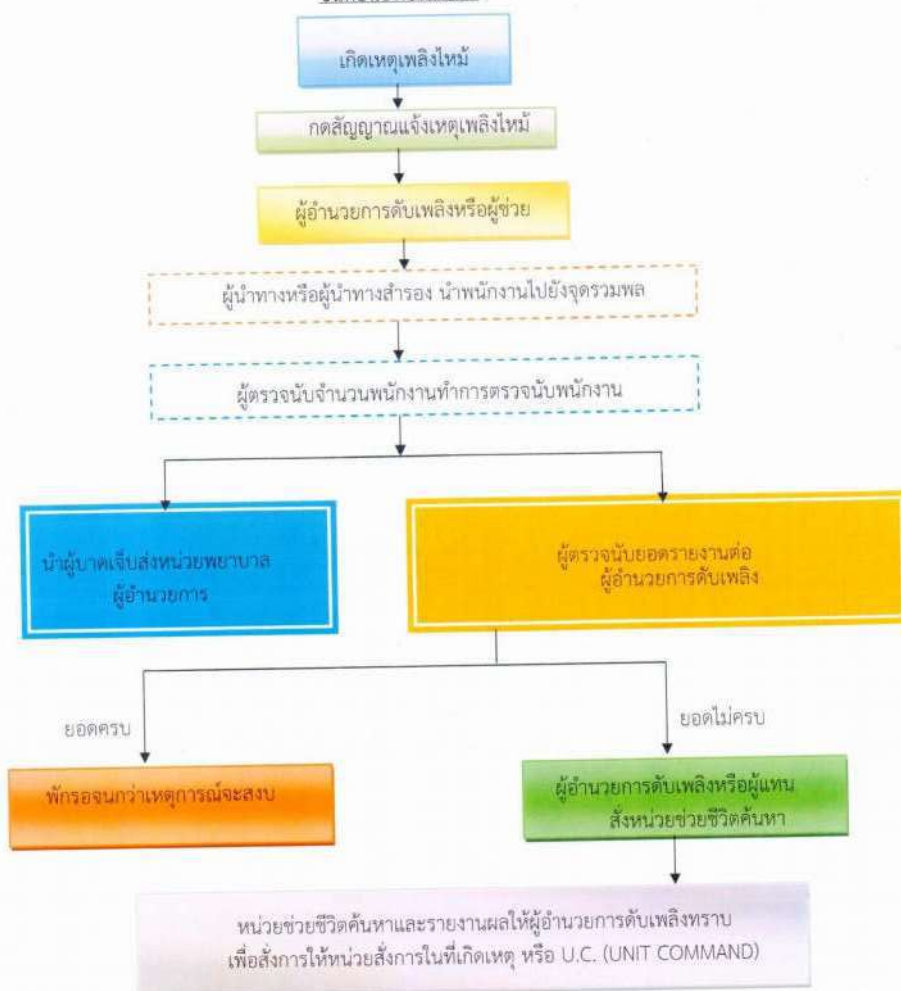 เกิดเหตุเพลิงไหม้
กดสัญญาณแจ้งเหตุเพลิงไหม้
ผู้อำนวยการดับเพลิงหรือผู้ช่วย
ผู้นำทางหรือผู้นำทางสำรอง นำพนักงานไปยังจุดรวมพล
ผู้ตรวจนับจำนวนพนักงานทำการตรวจนับพนักงาน
นำผู้บาดเจ็บส่งหน่วยพยาบาล
ผู้อำนวยการ
ผู้ตรวจนับยอดรายงานต่อ
ผู้อำนวยการดับเพลิง
ยอดครบ
ยอดไม่ครบ
พักรอจนกว่าเหตุการณ์จะสงบ
ผู้อำนวยการดับเพลิงหรือผู้แทน
สั่งหน่วยช่วยชีวิตค้นหา
หน่วยช่วยชีวิตค้นหาและรายงานผลให้ผู้อำนวยการดับเพลิงทราบ
เพื่อสั่งการให้หน่วยสั่งการในที่เกิดเหตุ หรือ U.C. (UNIT COMMAND)